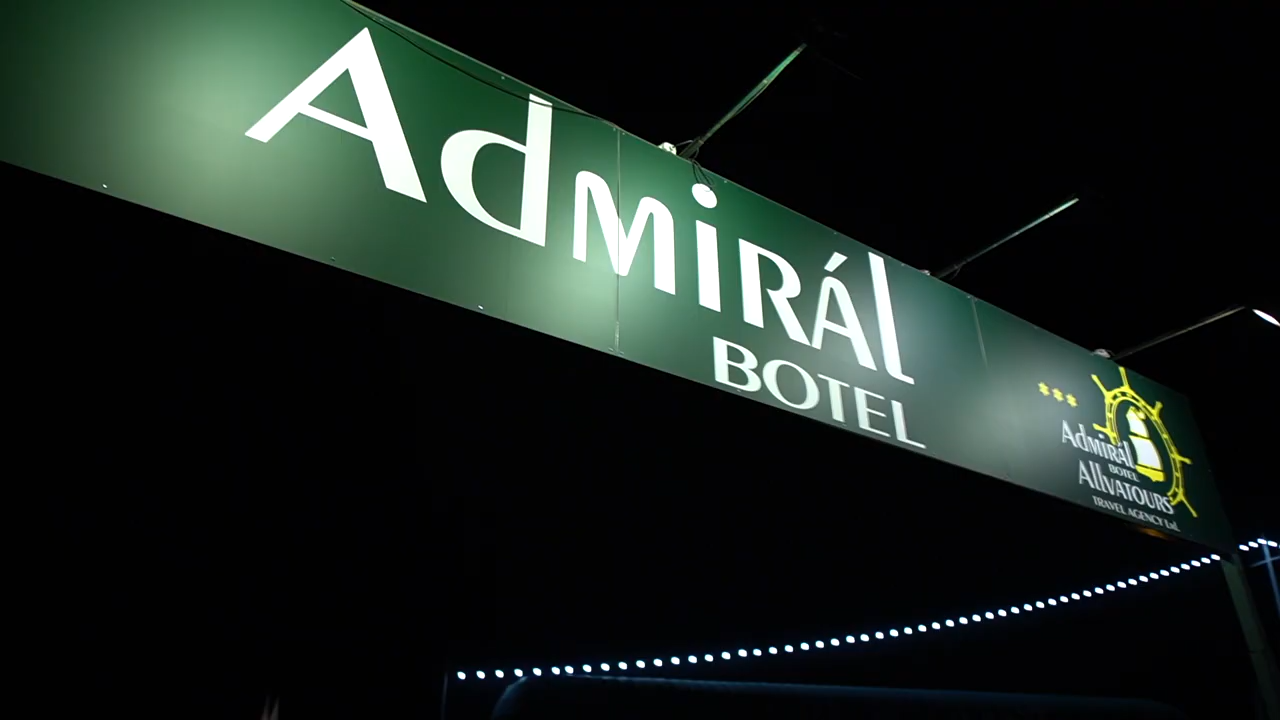 Admirál
BOTEL
***
Admirál
BOTEL
AllVATOURS
TRAVEL AGENCY Ltd.